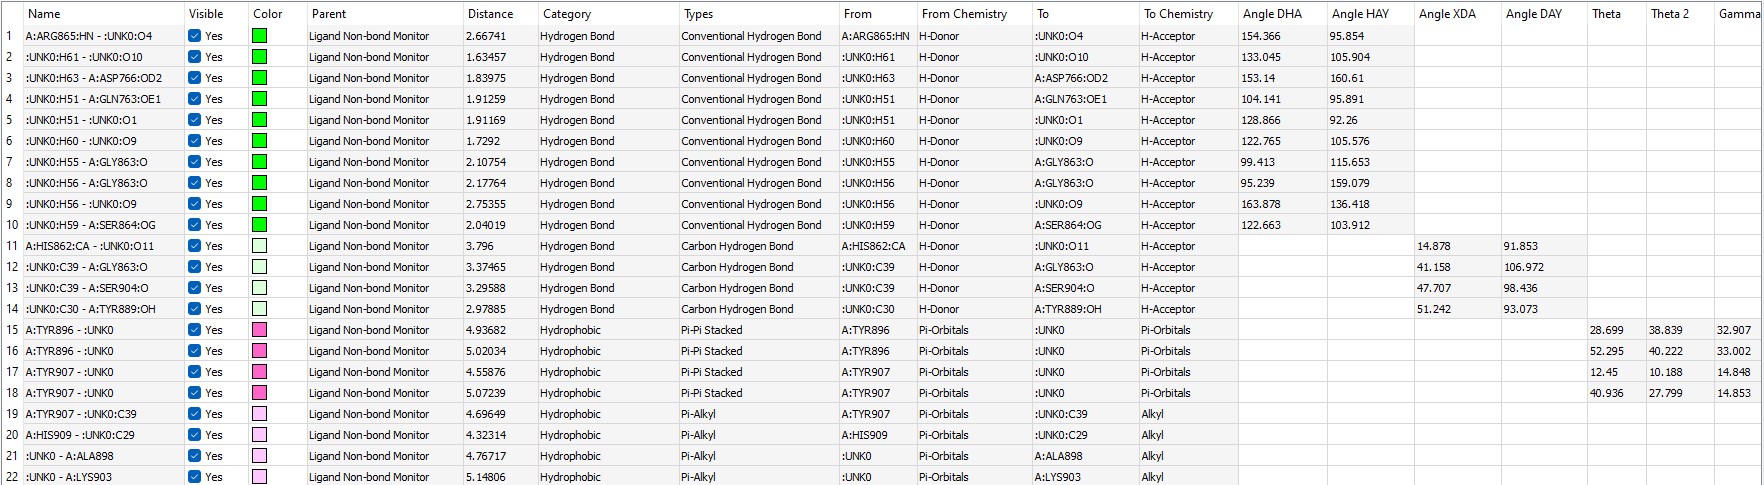 Name Visible Color Parent Distance Category Types From From Chemistry To To Chemistry Angle DHA Angle HAY Angle XDA Angle DAY Theta Theta 2 Gamma
1 A:ARG865:HN - :UNK0:O4 Yes Ligand Non-bond Monitor 2.66741 Hydrogen Bond Conventional Hydrogen Bond A:ARG865:HN H-Donor :UNK0:O4 H-Acceptor 154.366 95.854
2 :UNK0:H61 - :UNK0:O10 Yes Ligand Non-bond Monitor 1.63457 Hydrogen Bond Conventional Hydrogen Bond :UNK0:H61 H-Donor :UNK0:O10 H-Acceptor 133.045 105.904
3 :UNK0:H63 - A:ASP766:OD2 Yes Ligand Non-bond Monitor 1.83975 Hydrogen Bond Conventional Hydrogen Bond :UNK0:H63 H-Donor A:ASP766:OD2 H-Acceptor 153.14 160.61
4 :UNK0:H51 - A:GLN763:OE1 Yes Ligand Non-bond Monitor 1.91259 Hydrogen Bond Conventional Hydrogen Bond :UNK0:H51 H-Donor A:GLN763:OE1 H-Acceptor 104.141 95.891
5 :UNK0:H51 - :UNK0:O1 Yes Ligand Non-bond Monitor 1.91169 Hydrogen Bond Conventional Hydrogen Bond :UNK0:H51 H-Donor :UNK0:O1 H-Acceptor 128.866 92.26
6 :UNK0:H60 - :UNK0:O9 Yes Ligand Non-bond Monitor 1.7292 Hydrogen Bond Conventional Hydrogen Bond :UNK0:H60 H-Donor :UNK0:O9 H-Acceptor 122.765 105.576
7 :UNK0:H55 - A:GLY863:O Yes Ligand Non-bond Monitor 2.10754 Hydrogen Bond Conventional Hydrogen Bond :UNK0:H55 H-Donor A:GLY863:O H-Acceptor 99.413 115.653
8 :UNK0:H56 - A:GLY863:O Yes Ligand Non-bond Monitor 2.17764 Hydrogen Bond Conventional Hydrogen Bond :UNK0:H56 H-Donor A:GLY863:O H-Acceptor 95.239 159.079
9 :UNK0:H56 - :UNK0:O9 Yes Ligand Non-bond Monitor 2.75355 Hydrogen Bond Conventional Hydrogen Bond :UNK0:H56 H-Donor :UNK0:O9 H-Acceptor 163.878 136.418
10 :UNK0:H59 - A:SER864:OG Yes Ligand Non-bond Monitor 2.04019 Hydrogen Bond Conventional Hydrogen Bond :UNK0:H59 H-Donor A:SER864:OG H-Acceptor 122.663 103.912
11 A:HIS862:CA - :UNK0:O11 Yes Ligand Non-bond Monitor 3.796 Hydrogen Bond Carbon Hydrogen Bond A:HIS862:CA H-Donor :UNK0:O11 H-Acceptor 14.878 91.853
12 :UNK0:C39 - A:GLY863:O Yes Ligand Non-bond Monitor 3.37465 Hydrogen Bond Carbon Hydrogen Bond :UNK0:C39 H-Donor A:GLY863:O H-Acceptor 41.158 106.972
13 :UNK0:C39 - A:SER904:O Yes Ligand Non-bond Monitor 3.29588 Hydrogen Bond Carbon Hydrogen Bond :UNK0:C39 H-Donor A:SER904:O H-Acceptor 47.707 98.436
14 :UNK0:C30 - A:TYR889:OH Yes Ligand Non-bond Monitor 2.97885 Hydrogen Bond Carbon Hydrogen Bond :UNK0:C30 H-Donor A:TYR889:OH H-Acceptor 51.242 93.073
15 A:TYR896 - :UNK0 Yes Ligand Non-bond Monitor 4.93682 Hydrophobic Pi-Pi Stacked A:TYR896 Pi-Orbitals :UNK0 Pi-Orbitals 28.699 38.839 32.907
16 A:TYR896 - :UNK0 Yes Ligand Non-bond Monitor 5.02034 Hydrophobic Pi-Pi Stacked A:TYR896 Pi-Orbitals :UNK0 Pi-Orbitals 52.295 40.222 33.002
17 A:TYR907 - :UNK0 Yes Ligand Non-bond Monitor 4.55876 Hydrophobic Pi-Pi Stacked A:TYR907 Pi-Orbitals :UNK0 Pi-Orbitals 12.45 10.188 14.848
18 A:TYR907 - :UNK0 Yes Ligand Non-bond Monitor 5.07239 Hydrophobic Pi-Pi Stacked A:TYR907 Pi-Orbitals :UNK0 Pi-Orbitals 40.936 27.799 14.853
19 A:TYR907 - :UNK0:C39 Yes Ligand Non-bond Monitor 4.69649 Hydrophobic Pi-Alkyl A:TYR907 Pi-Orbitals :UNK0:C39 Alkyl
20 A:HIS909 - :UNK0:C29 Yes Ligand Non-bond Monitor 4.32314 Hydrophobic Pi-Alkyl A:HIS909 Pi-Orbitals :UNK0:C29 Alkyl
21 :UNK0 - A:ALA898 Yes Ligand Non-bond Monitor 4.76717 Hydrophobic Pi-Alkyl :UNK0 Pi-Orbitals A:ALA898 Alkyl
22 :UNK0 - A:LYS903 Yes Ligand Non-bond Monitor 5.14806 Hydrophobic Pi-Alkyl :UNK0 Pi-Orbitals A:LYS903 Alkyl